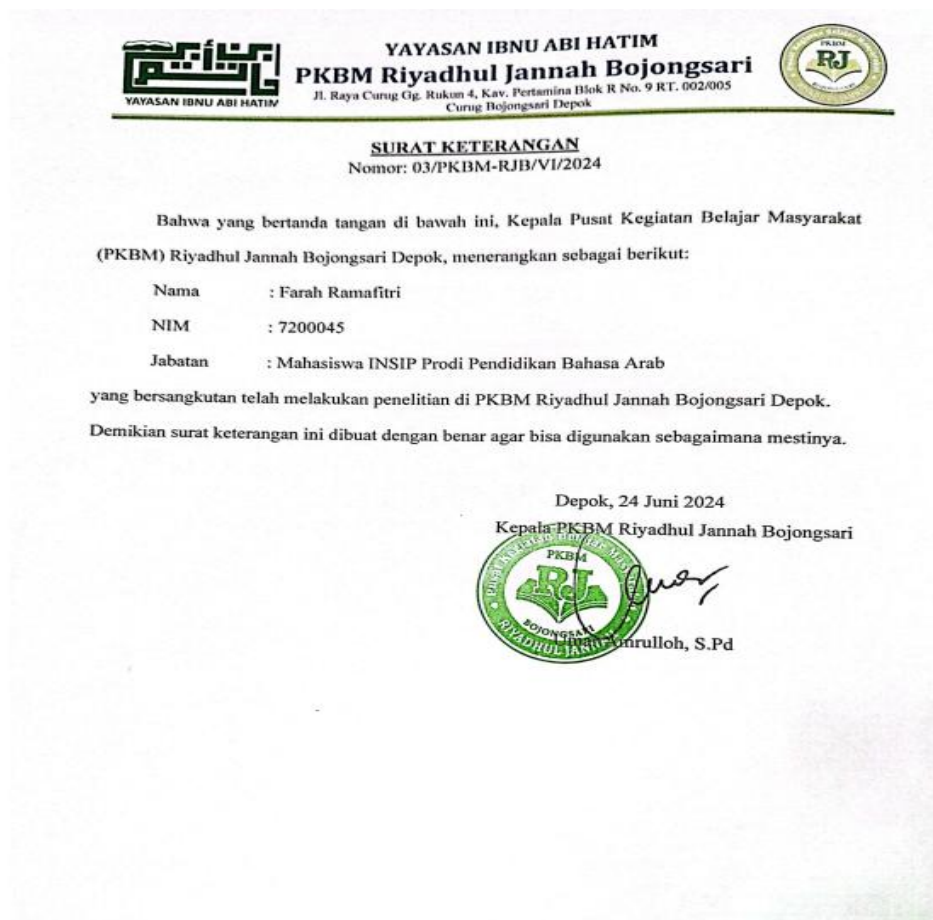 YAYASAN IBNU ABI HATIM
YAYASAN IBNU ABI HATIM
PKBM Riyadhul Jannah Bojongsari
Jl. Raya Curug Gg. Rukun 4, Kav. Pertamina Blok R No. 9 RT. 002/005
Curug Bojongsari Depok
PKBM
RJ
SURAT KETERANGAN
Nomor: 03/PKBM-RJB/VI/2024
Bahwa yang bertanda tangan di bawah ini, Kepala Pusat Kegiatan Belajar Masyarakat
(PKBM) Riyadhul Jannah Bojongsari Depok, menerangkan sebagai berikut:
Nama : Farah Ramafitri
NIM : 7200045
Jabatan : Mahasiswa INSIP Prodi Pendidikan Bahasa Arab
yang bersangkutan telah melakukan penelitian di PKBM Riyadhul Jannah Bojongsari Depok.
Demikian surat keterangan ini dibuat dengan benar agar bisa digunakan sebagaimana mestinya.
Depok, 24 Juni 2024
Kepala PKBM Riyadhul Jannah Bojongsari
Pusat Kegiatan Belajar
PKBM
RJ
BOJONGSARI
RIYADHUL JANNAH
S.Pd